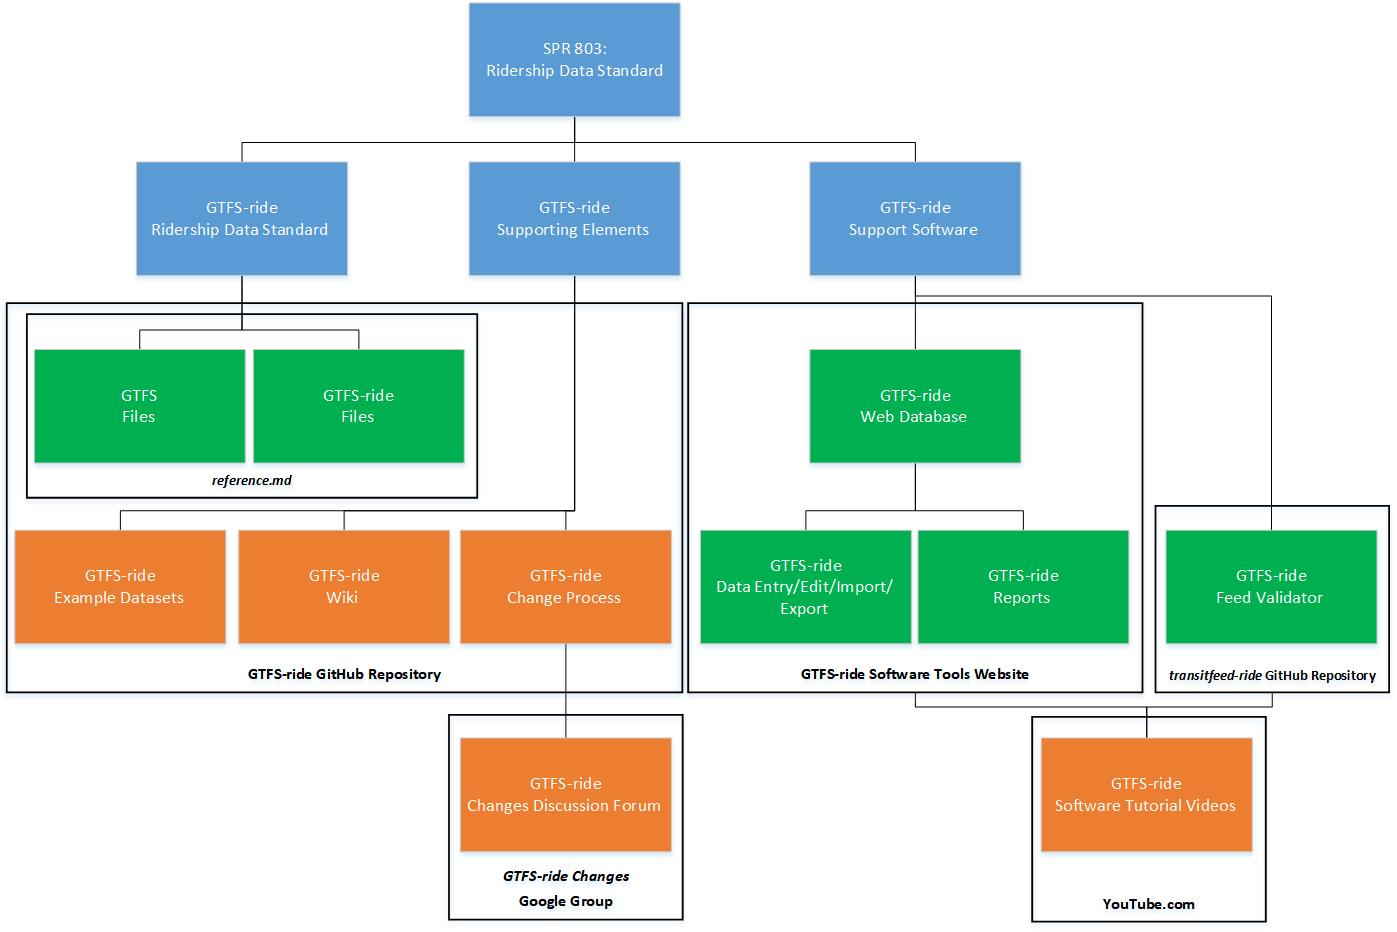 SPR 803:
Ridership Data Standard
GTFS-ride
Ridership Data Standard
GTFS-ride
Supporting Elements
GTFS-ride
Support Software
GTFS
Files
GTFS-ride
Files
reference.md
GTFS-ride
Web Database
GTFS-ride
Example Datasets
GTFS-ride
Wiki
GTFS-ride
Change Process
GTFS-ride
Data Entry/Edit/Import/
Export
GTFS-ride
Reports
GTFS-ride
Feed Validator
GTFS-ride GitHub Repository
GTFS-ride Software Tools Website
transitfeed-ride GitHub Repository
GTFS-ride
Changes Discussion Forum
GTFS-ride Changes
Google Group
GTFS-ride
Software Tutorial Videos
YouTube.com